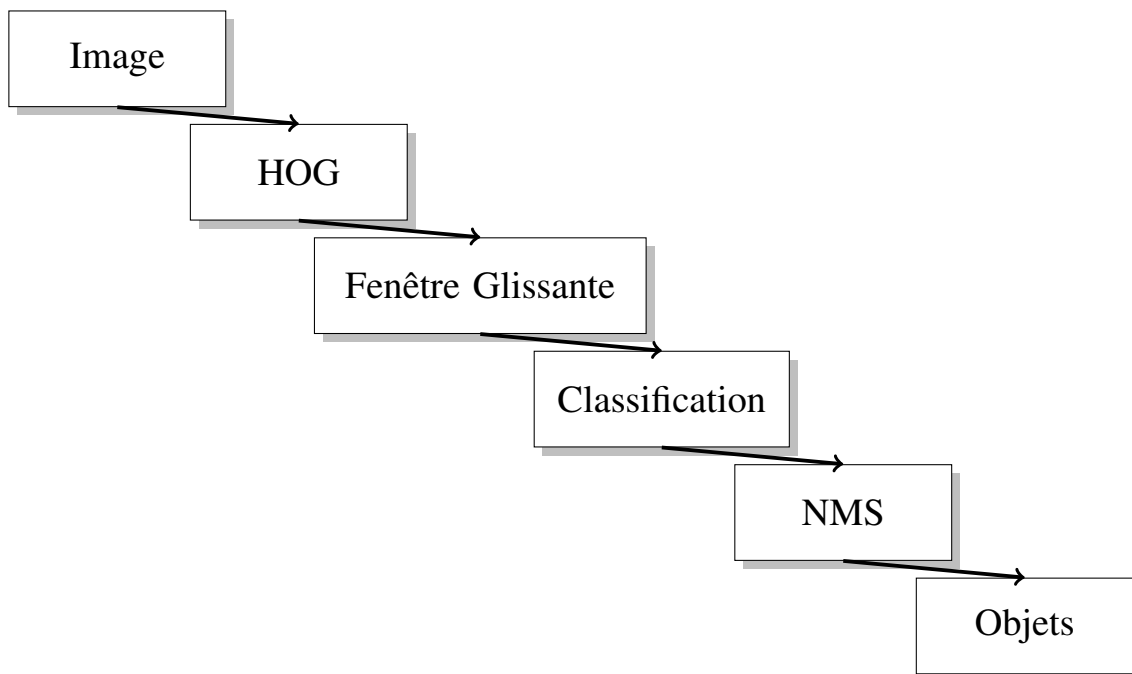 Image
HOG
Fenêtre Glissante
Classification
NMS
Objets